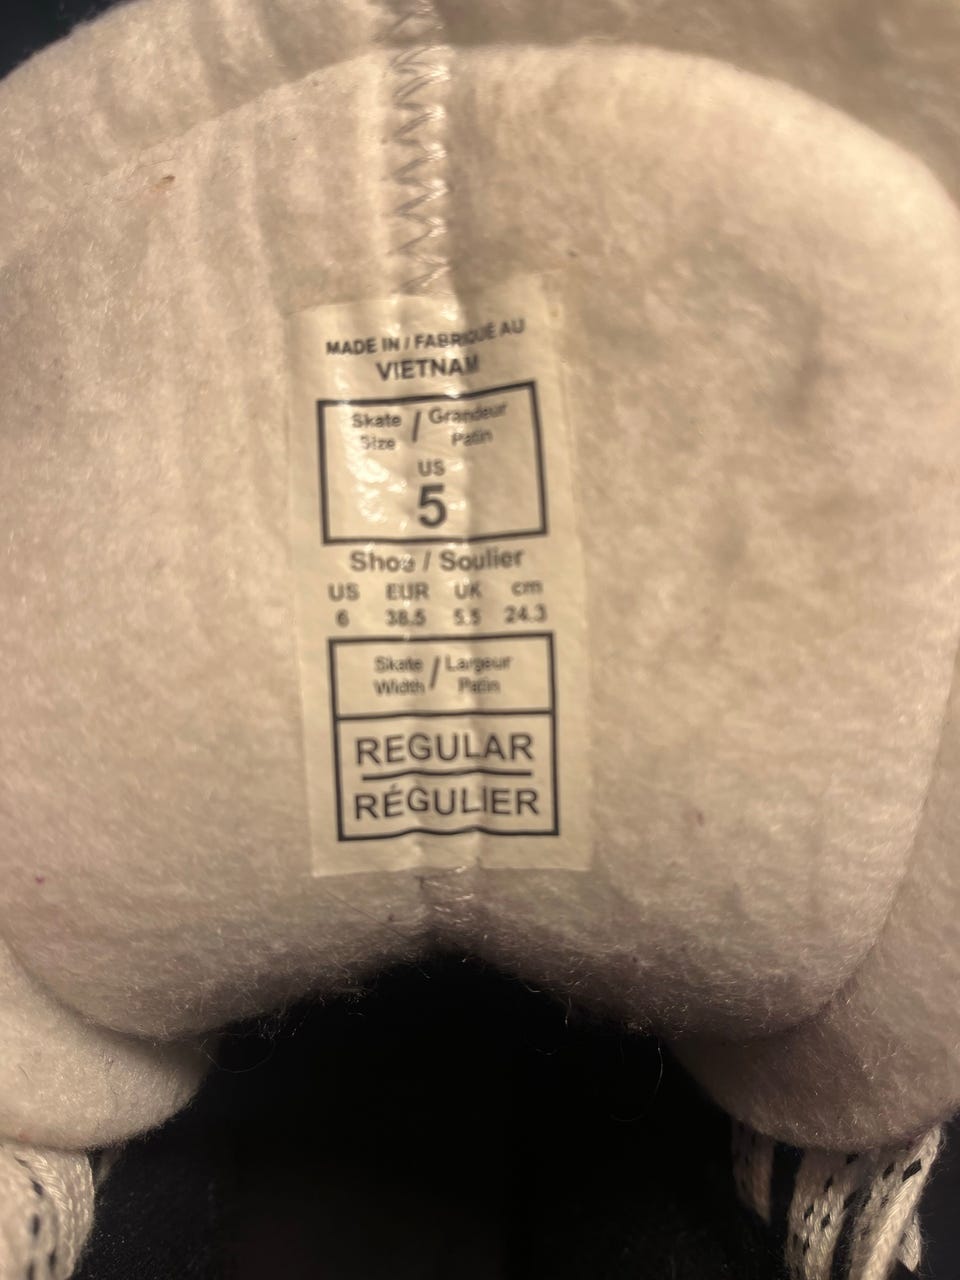 MADE IN / FABRIQUÉ AU
VIETNAM
Skate / Grandeur
Size Patin
US
5
Shoe / Soulier
US EUR UK cm
6 38.5 5.5 24.3
Skate / Largeur
Width Patin
REGULAR
RÉGULIER